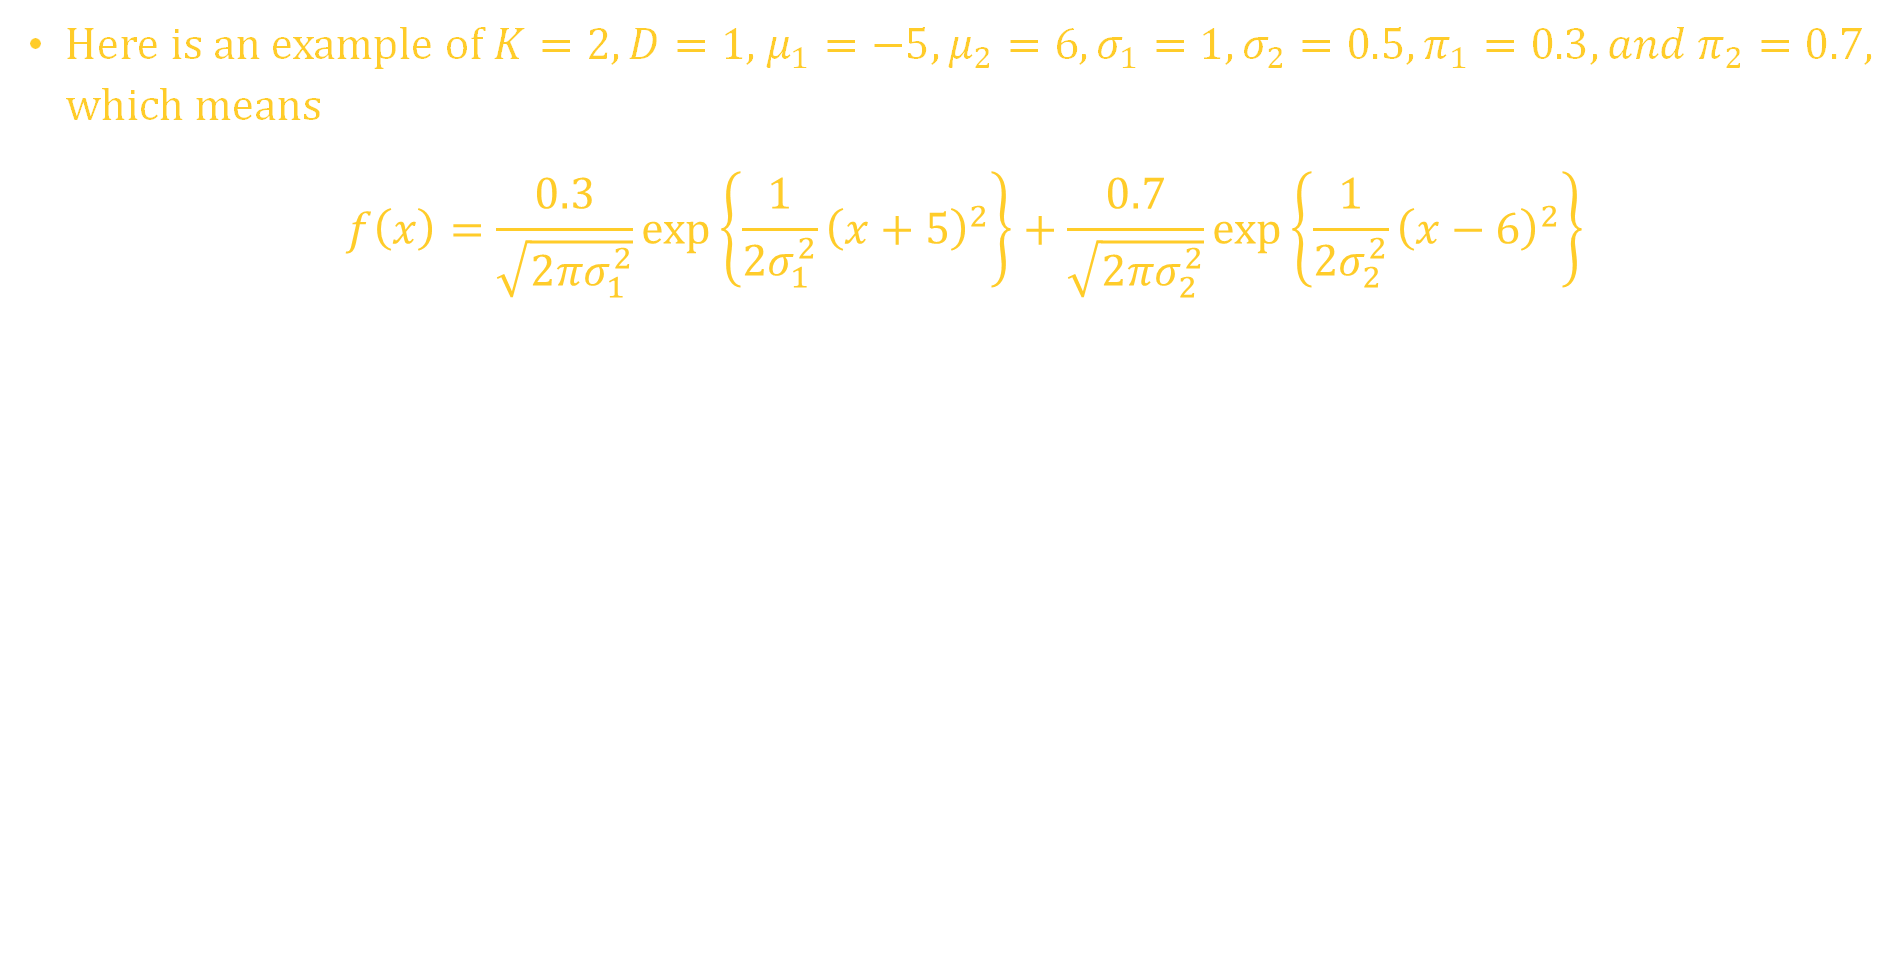 • Here is an example of K = 2, D = 1, μ₁ = −5, μ₂ = 6, σ₁ = 1, σ₂ = 0.5, π₁ = 0.3, and π₂ = 0.7,
which means
f(x) = 0.3/√(2πσ₁²) exp{1/(2σ₁²) (x + 5)²} + 0.7/√(2πσ₂²) exp{1/(2σ₂²) (x − 6)²}